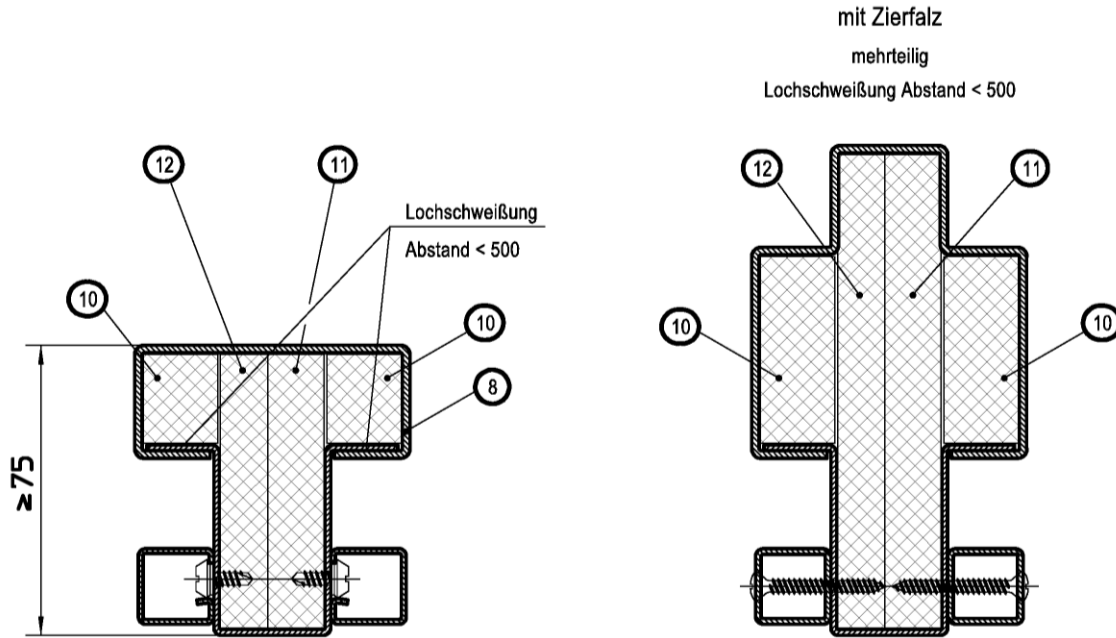 mit Zierfalz
mehrteilig
Lochschweißung Abstand < 500
12
11
Lochschweißung
Abstand < 500
10
10
8
≥75
12
11
10
10